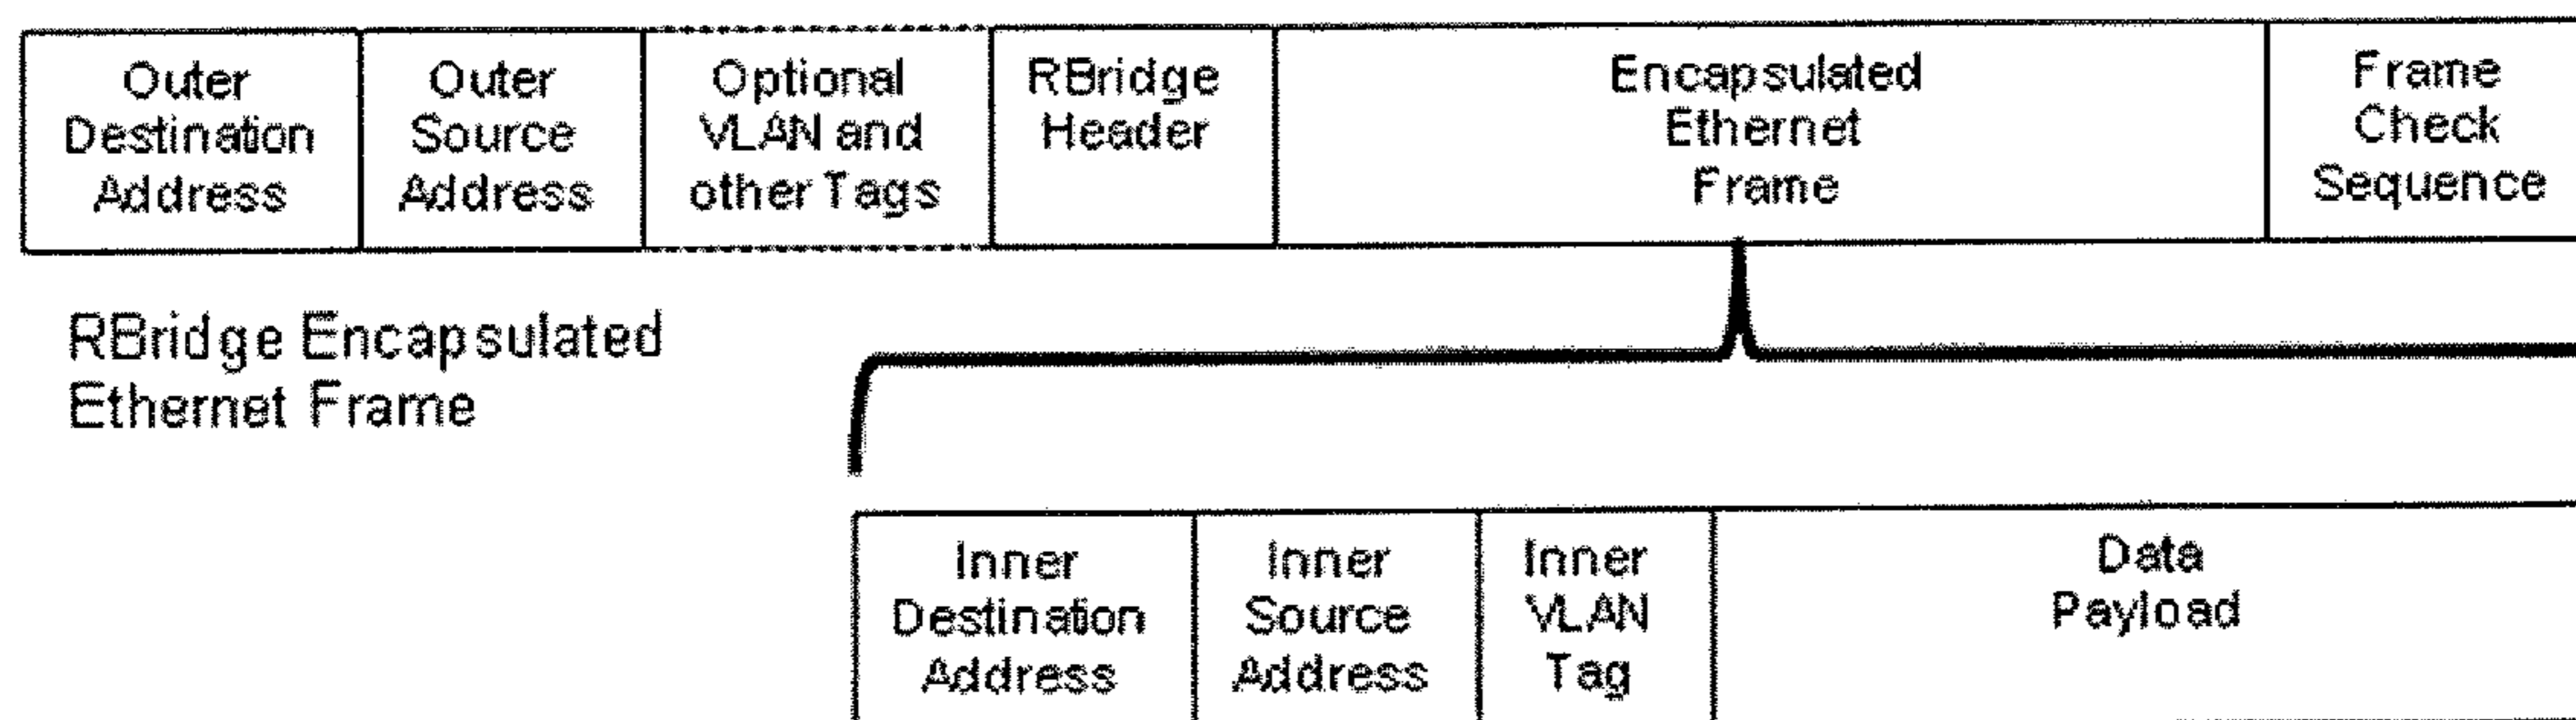 Outer
Destination
Address
Outer
Source
Address
Optional
VLAN and
other Tags
RBridge
Header
Encapsulated
Ethernet
Frame
Frame
Check
Sequence
RBridge Encapsulated
Ethernet Frame
Inner
Destination
Address
Inner
Source
Address
Inner
VLAN
Tag
Data
Payload